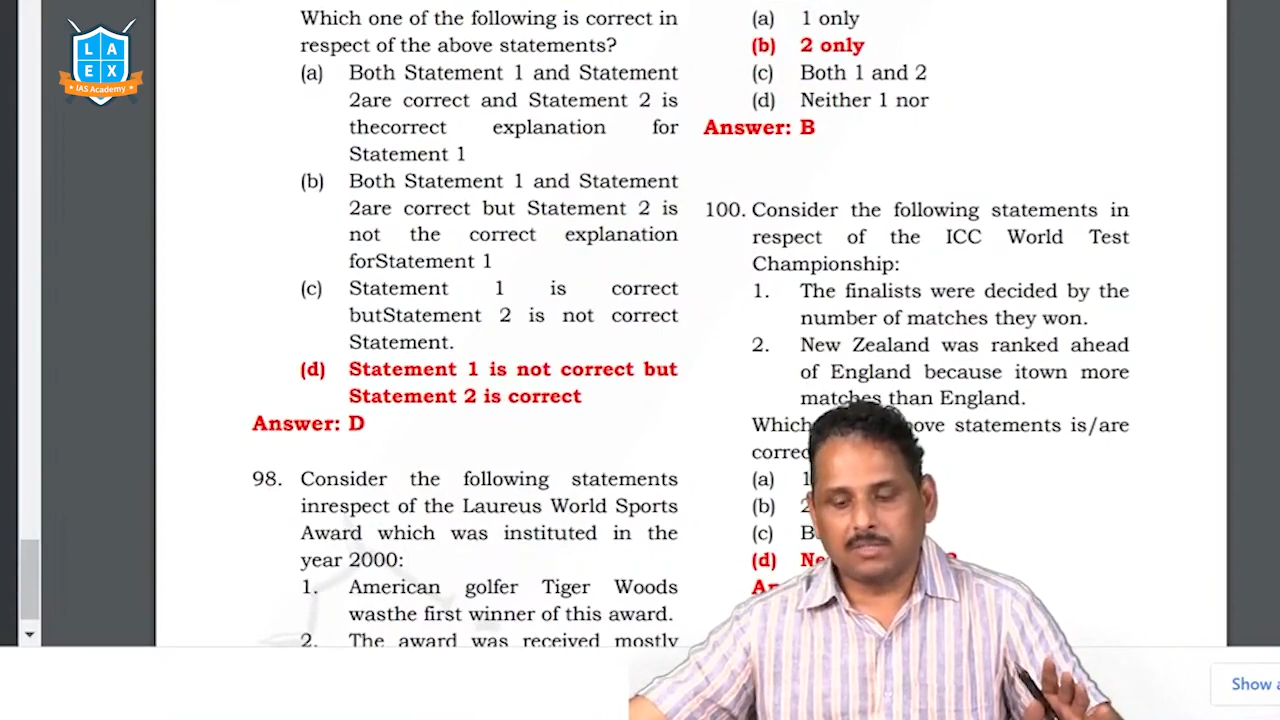 L A
E X
IAS Academy
Which one of the following is correct in
respect of the above statements?
(a) Both Statement 1 and Statement
2are correct and Statement 2 is
thecorrect explanation for
Statement 1
(b) Both Statement 1 and Statement
2are correct but Statement 2 is
not the correct explanation
forStatement 1
(c) Statement 1 is correct
butStatement 2 is not correct
Statement.
(d) Statement 1 is not correct but
Statement 2 is correct
Answer: D
98. Consider the following statements
inrespect of the Laureus World Sports
Award which was instituted in the
year 2000:
1. American golfer Tiger Woods
wasthe first winner of this award.
2. The award was received mostly
(a) 1 only
(b) 2 only
(c) Both 1 and 2
(d) Neither 1 nor
Answer: B
100. Consider the following statements in
respect of the ICC World Test
Championship:
1. The finalists were decided by the
number of matches they won.
2. New Zealand was ranked ahead
of England because itown more
matches than England.
Which statements is/are
(a) 1
(b) 2
(c)
(d)
Show